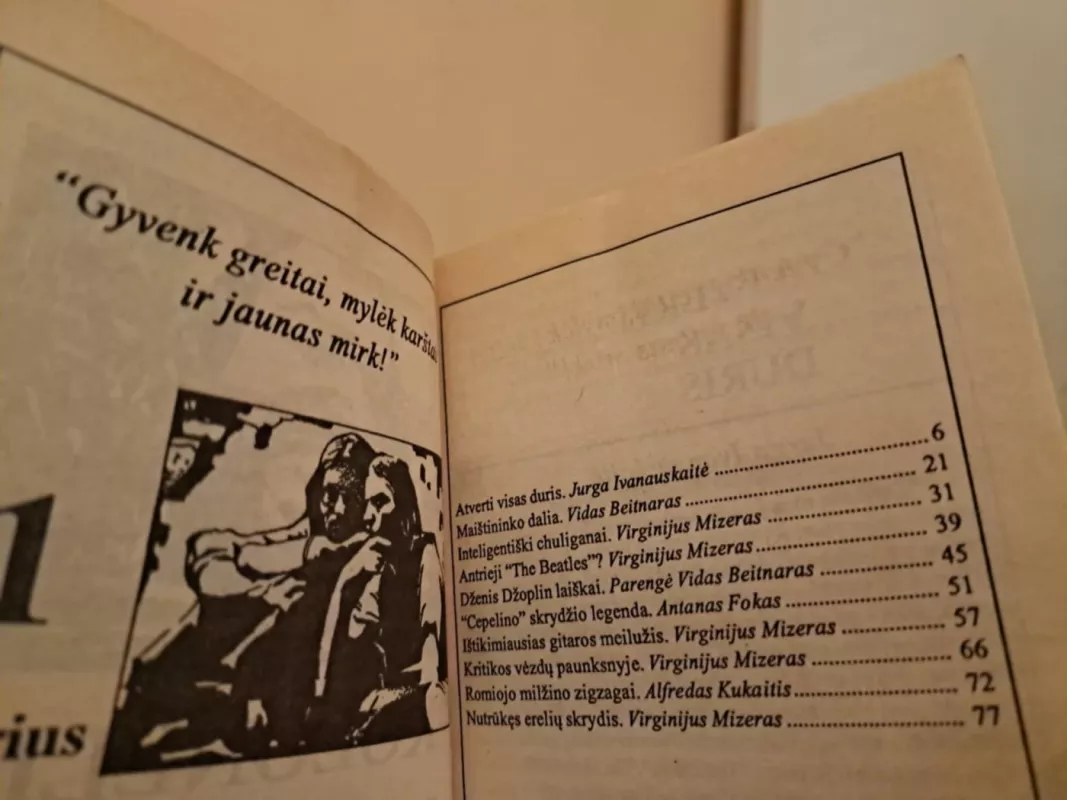 “Gyvenk greitai, mylėk karštai
ir jaunas mirk!”
1
rius
Atverti visas duris. Jurga Ivanauskaitė ........ 6
Maištininko dalia. Vidas Beitnaras ........ 21
Inteligentiški chuliganai. Virginijus Mizeras ........ 31
Antrieji “The Beatles”? Virginijus Mizeras ........ 39
Dženis Džoplin laiškai. Parengė Vidas Beitnaras ........ 45
“Cepelino” skrydžio legenda. Antanas Fokas ........ 51
Ištikimiausias gitaros meilužis. Virginijus Mizeras ........ 57
Kritikos vėzdų paunksnyje. Virginijus Mizeras ........ 66
Romiojo milžino zigzagai. Alfredas Kukaitis ........ 72
Nutrūkęs erelių skrydis. Virginijus Mizeras ........ 77